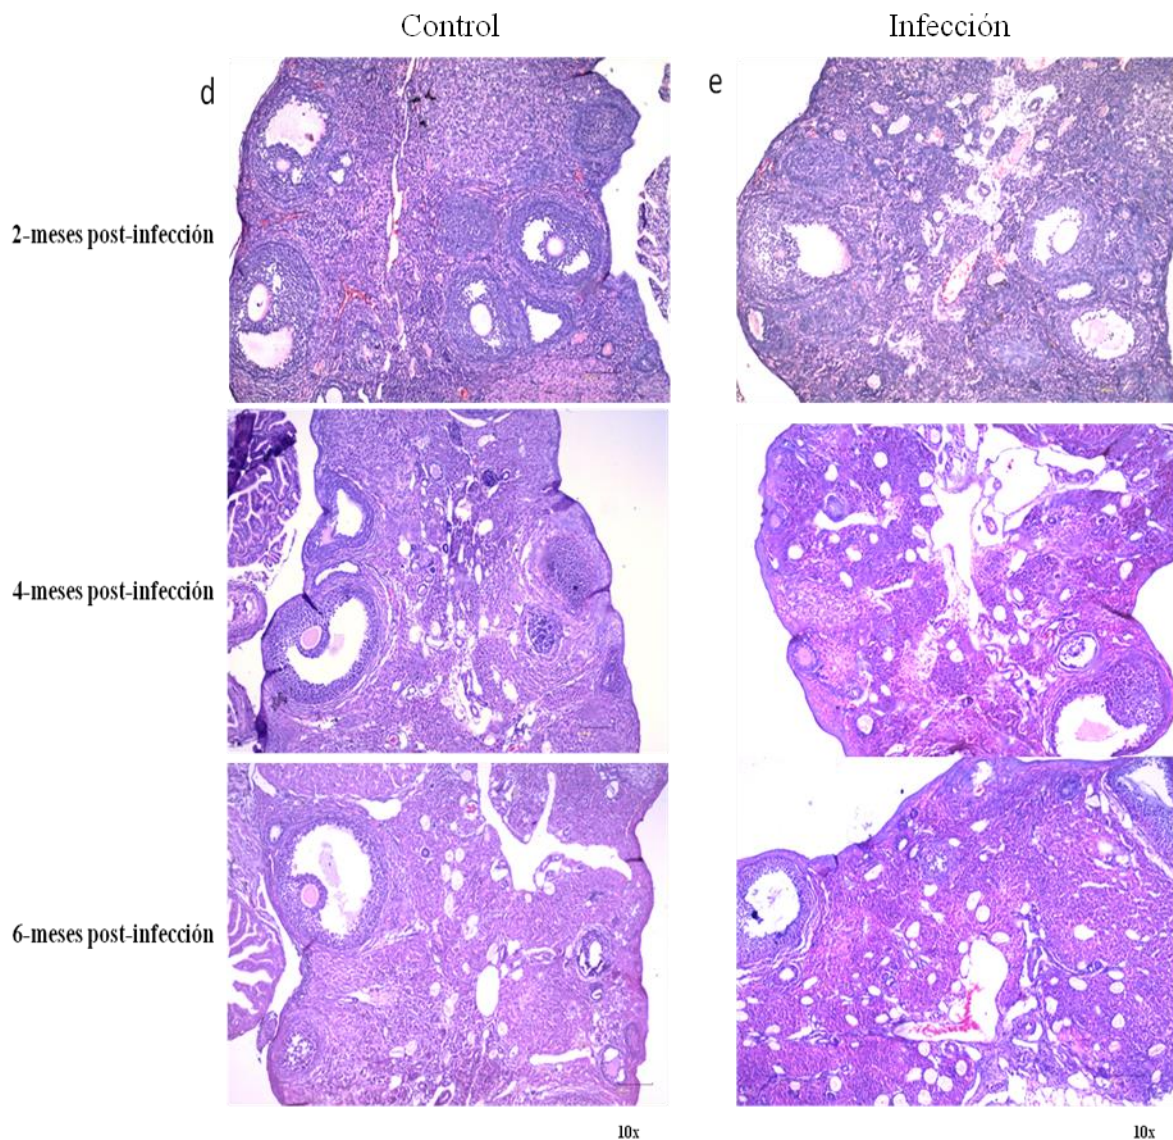 Control
Infección
d
e
2-meses post-infección
4-meses post-infección
6-meses post-infección
10x
10x